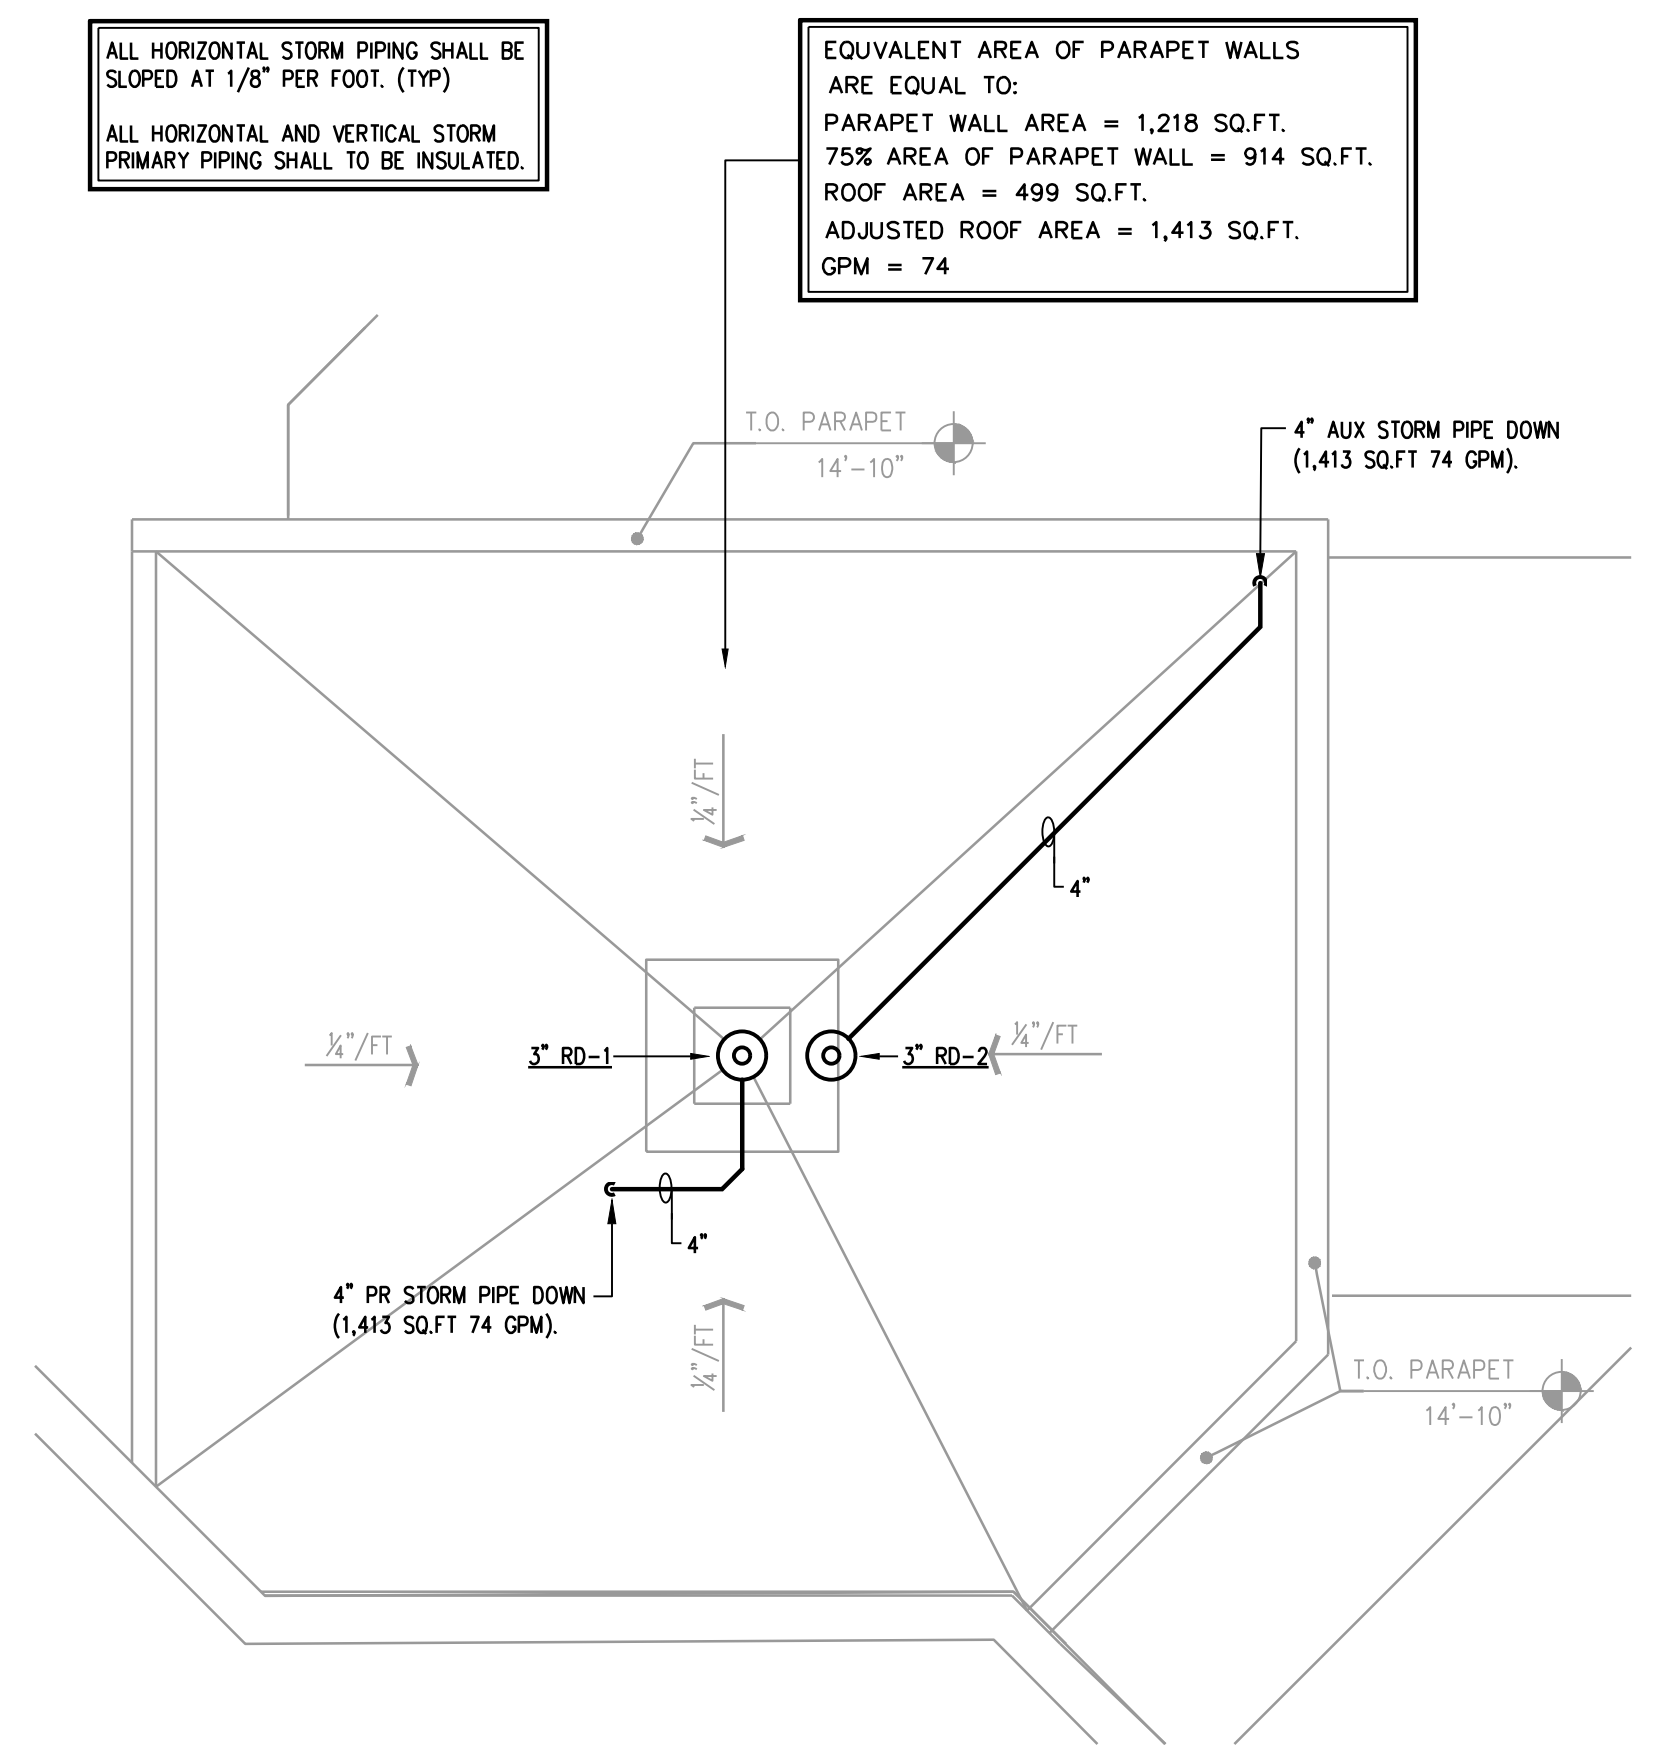 ALL HORIZONTAL STORM PIPING SHALL BE
SLOPED AT 1/8" PER FOOT. (TYP)
ALL HORIZONTAL AND VERTICAL STORM
PRIMARY PIPING SHALL TO BE INSULATED.
EQUVALENT AREA OF PARAPET WALLS
ARE EQUAL TO:
PARAPET WALL AREA = 1,218 SQ.FT.
75% AREA OF PARAPET WALL = 914 SQ.FT.
ROOF AREA = 499 SQ.FT.
ADJUSTED ROOF AREA = 1,413 SQ.FT.
GPM = 74
T.O. PARAPET
14'-10"
4" AUX STORM PIPE DOWN
(1,413 SQ.FT 74 GPM).
¼"/FT
4"
¼"/FT
3" RD-1
3" RD-2
¼"/FT
4"
4" PR STORM PIPE DOWN
(1,413 SQ.FT 74 GPM).
¼"/FT
T.O. PARAPET
14'-10"